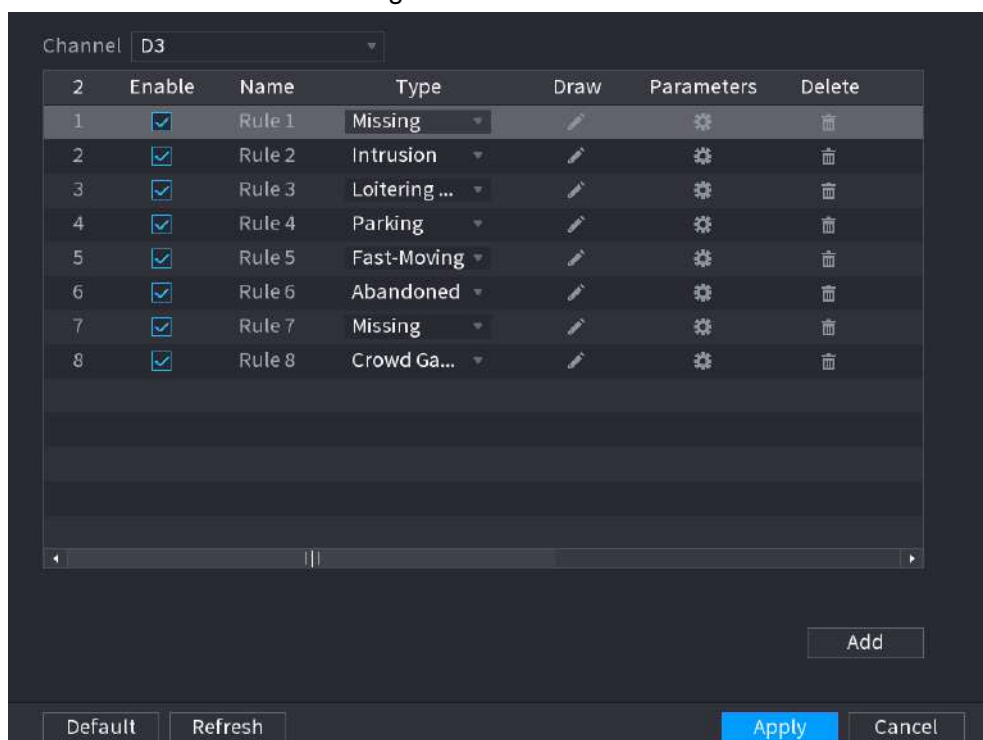 Channel D3
2 Enable Name Type Draw Parameters Delete
1 Rule 1 Missing
2 Rule 2 Intrusion
3 Rule 3 Loitering ...
4 Rule 4 Parking
5 Rule 5 Fast-Moving
6 Rule 6 Abandoned
7 Rule 7 Missing
8 Rule 8 Crowd Ga...
Add
Default Refresh Apply Cancel